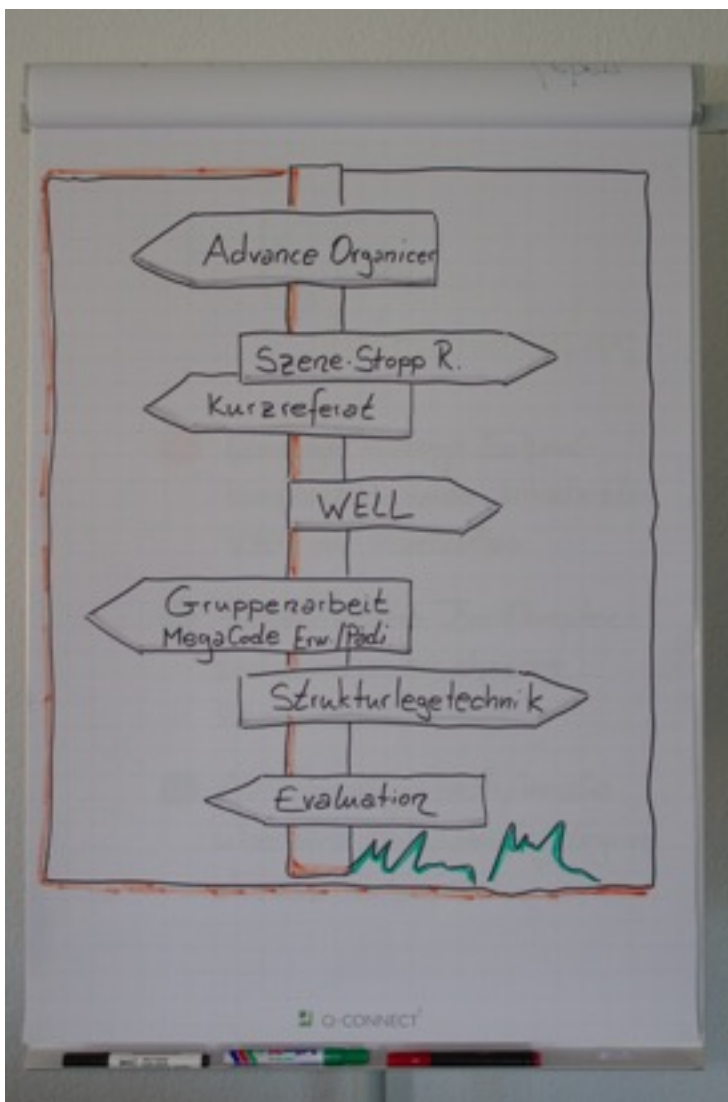 Advance Organicer
Szene-Stopp R.
Kurzreferat
WELL
Gruppenarbeit
MegaCode Erw./Pädi
Strukturlegetechnik
Evaluation
Q-CONNECT